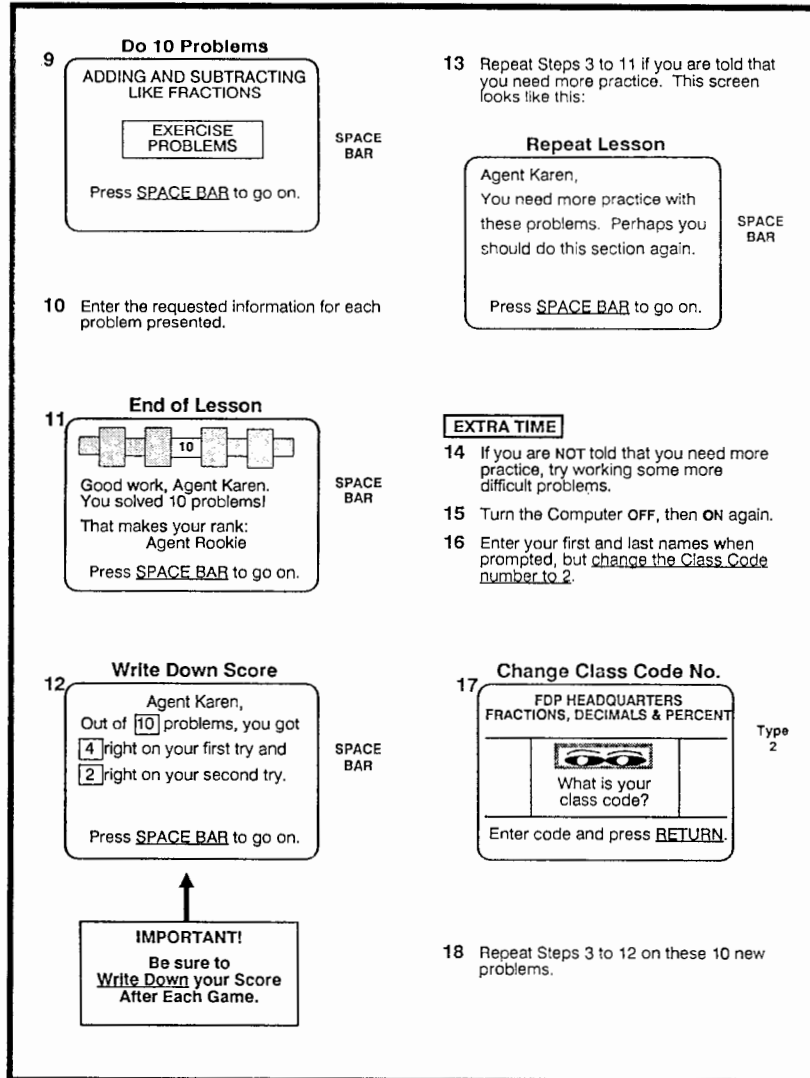 9
Do 10 Problems
ADDING AND SUBTRACTING
LIKE FRACTIONS
EXERCISE
PROBLEMS
Press SPACE BAR to go on.
SPACE
BAR
10 Enter the requested information for each
problem presented.
11
End of Lesson
10
Good work, Agent Karen.
You solved 10 problems!
That makes your rank:
Agent Rookie
Press SPACE BAR to go on.
SPACE
BAR
12
Write Down Score
Agent Karen,
Out of 10 problems, you got
4 right on your first try and
2 right on your second try.
Press SPACE BAR to go on.
SPACE
BAR
IMPORTANT!
Be sure to
Write Down your Score
After Each Game.
13 Repeat Steps 3 to 11 if you are told that
you need more practice. This screen
looks like this:
Repeat Lesson
Agent Karen,
You need more practice with
these problems. Perhaps you
should do this section again.
Press SPACE BAR to go on.
SPACE
BAR
EXTRA TIME
14 If you are NOT told that you need more
practice, try working some more
difficult problems.
15 Turn the Computer OFF, then ON again.
16 Enter your first and last names when
prompted, but change the Class Code
number to 2.
17
Change Class Code No.
FDP HEADQUARTERS
FRACTIONS, DECIMALS & PERCENT
What is your
class code?
Enter code and press RETURN.
Type
2
18 Repeat Steps 3 to 12 on these 10 new
problems.